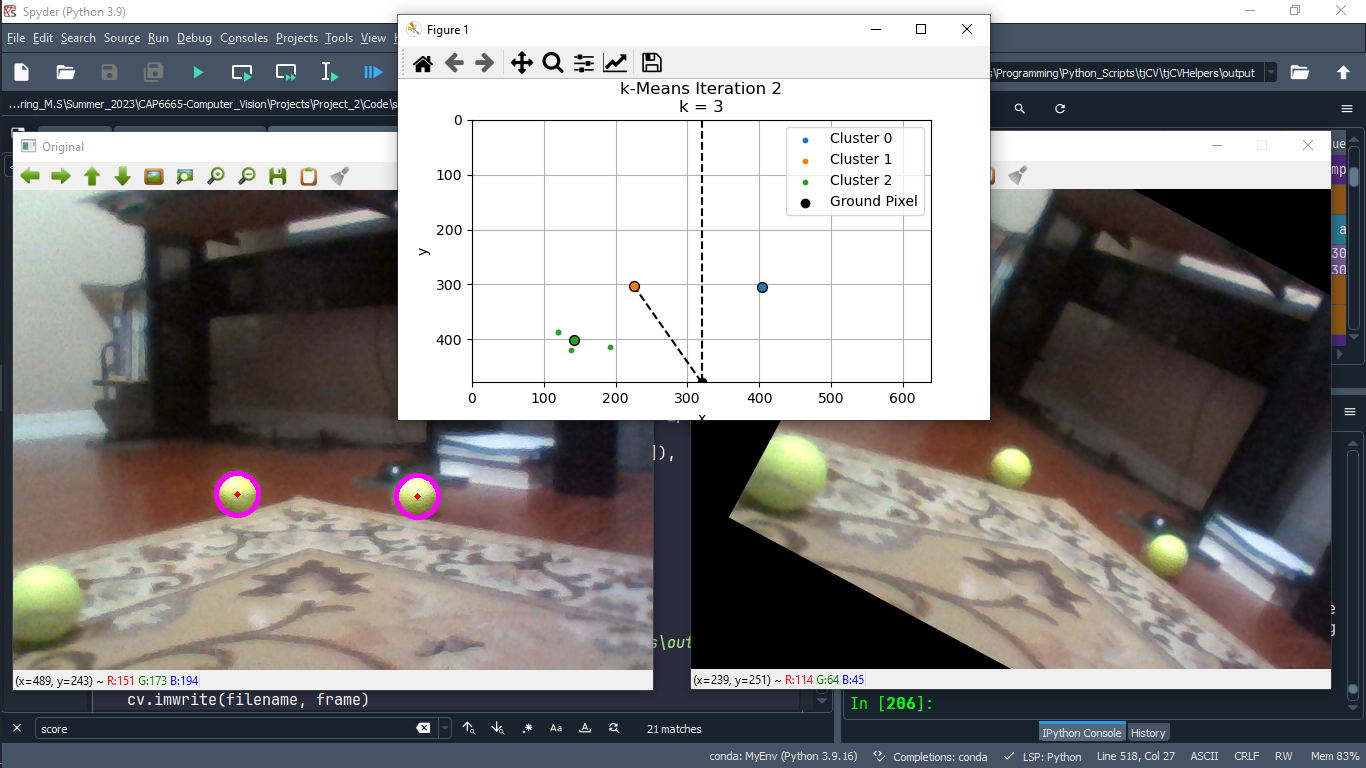 Spyder (Python 3.9)
File Edit Search Source Run Debug Consoles Projects Tools View
s\Programming\Python_Scripts\tjCV\tjCVHelpers\output
...ring_M.S\Summer_2023\CAP6665-Computer_Vision\Projects\Project_2\Code\s
Figure 1
k-Means Iteration 2
k = 3
Cluster 0
Cluster 1
Cluster 2
Ground Pixel
0
100
200
300
400
y
0 100 200 300 400 500 600
x
Original
(x=489, y=243) ~ R:151 G:173 B:194
(x=239, y=251) ~ R:114 G:64 B:45
]),
s\out
cv.imwrite(filename, frame)
In [206]:
score
Aa
21 matches
IPython Console History
conda: MyEnv (Python 3.9.16) Completions: conda LSP: Python Line 518, Col 27 ASCII CRLF RW Mem 83%